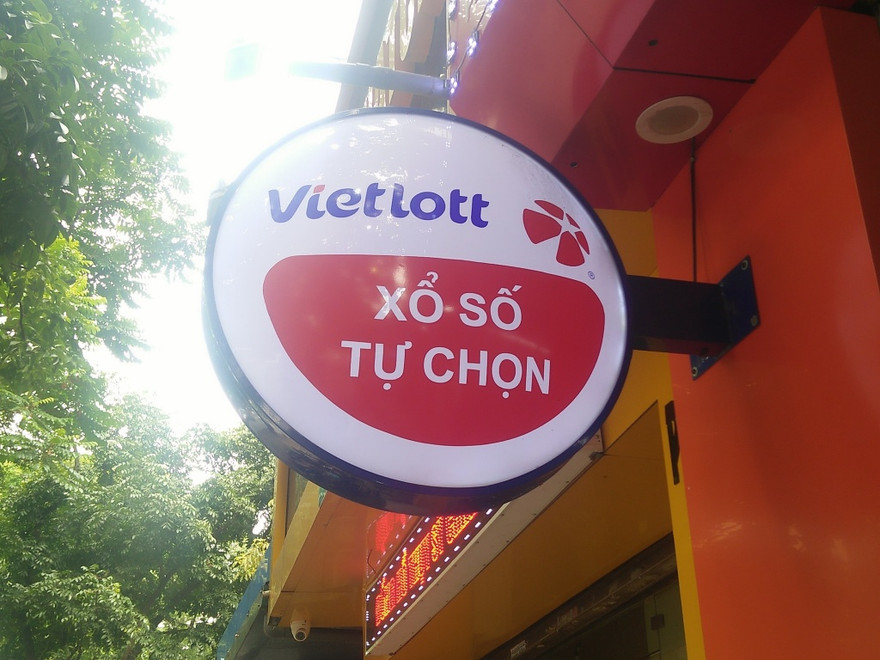 Vietlott
XỔ SỐ
TỰ CHỌN